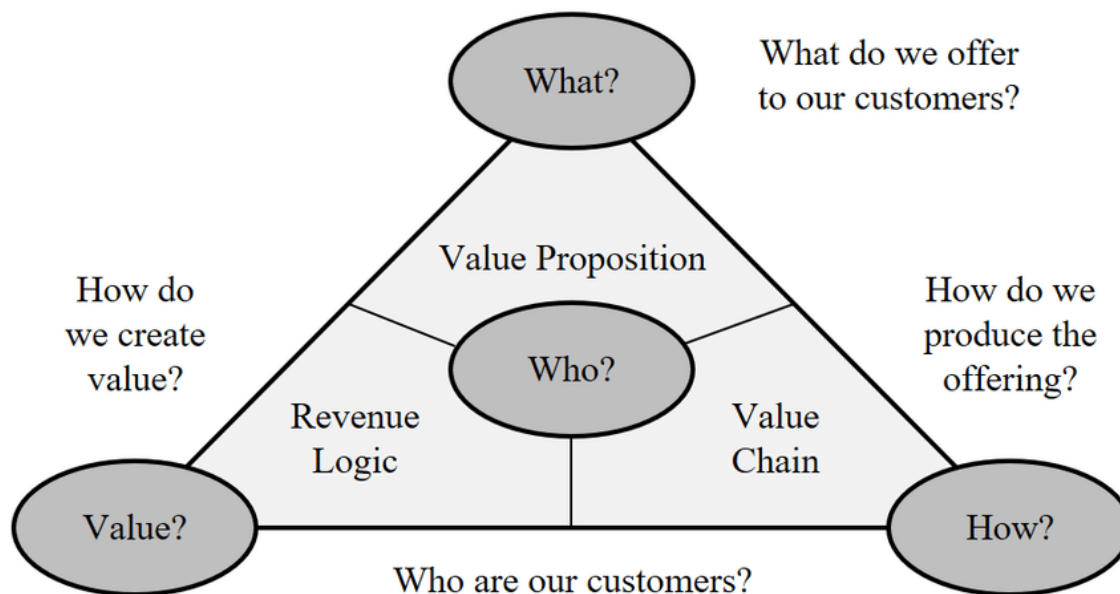 What?
What do we offer
to our customers?
Value Proposition
How do
we create
value?
How do we
produce the
offering?
Who?
Revenue
Logic
Value
Chain
Value?
How?
Who are our customers?